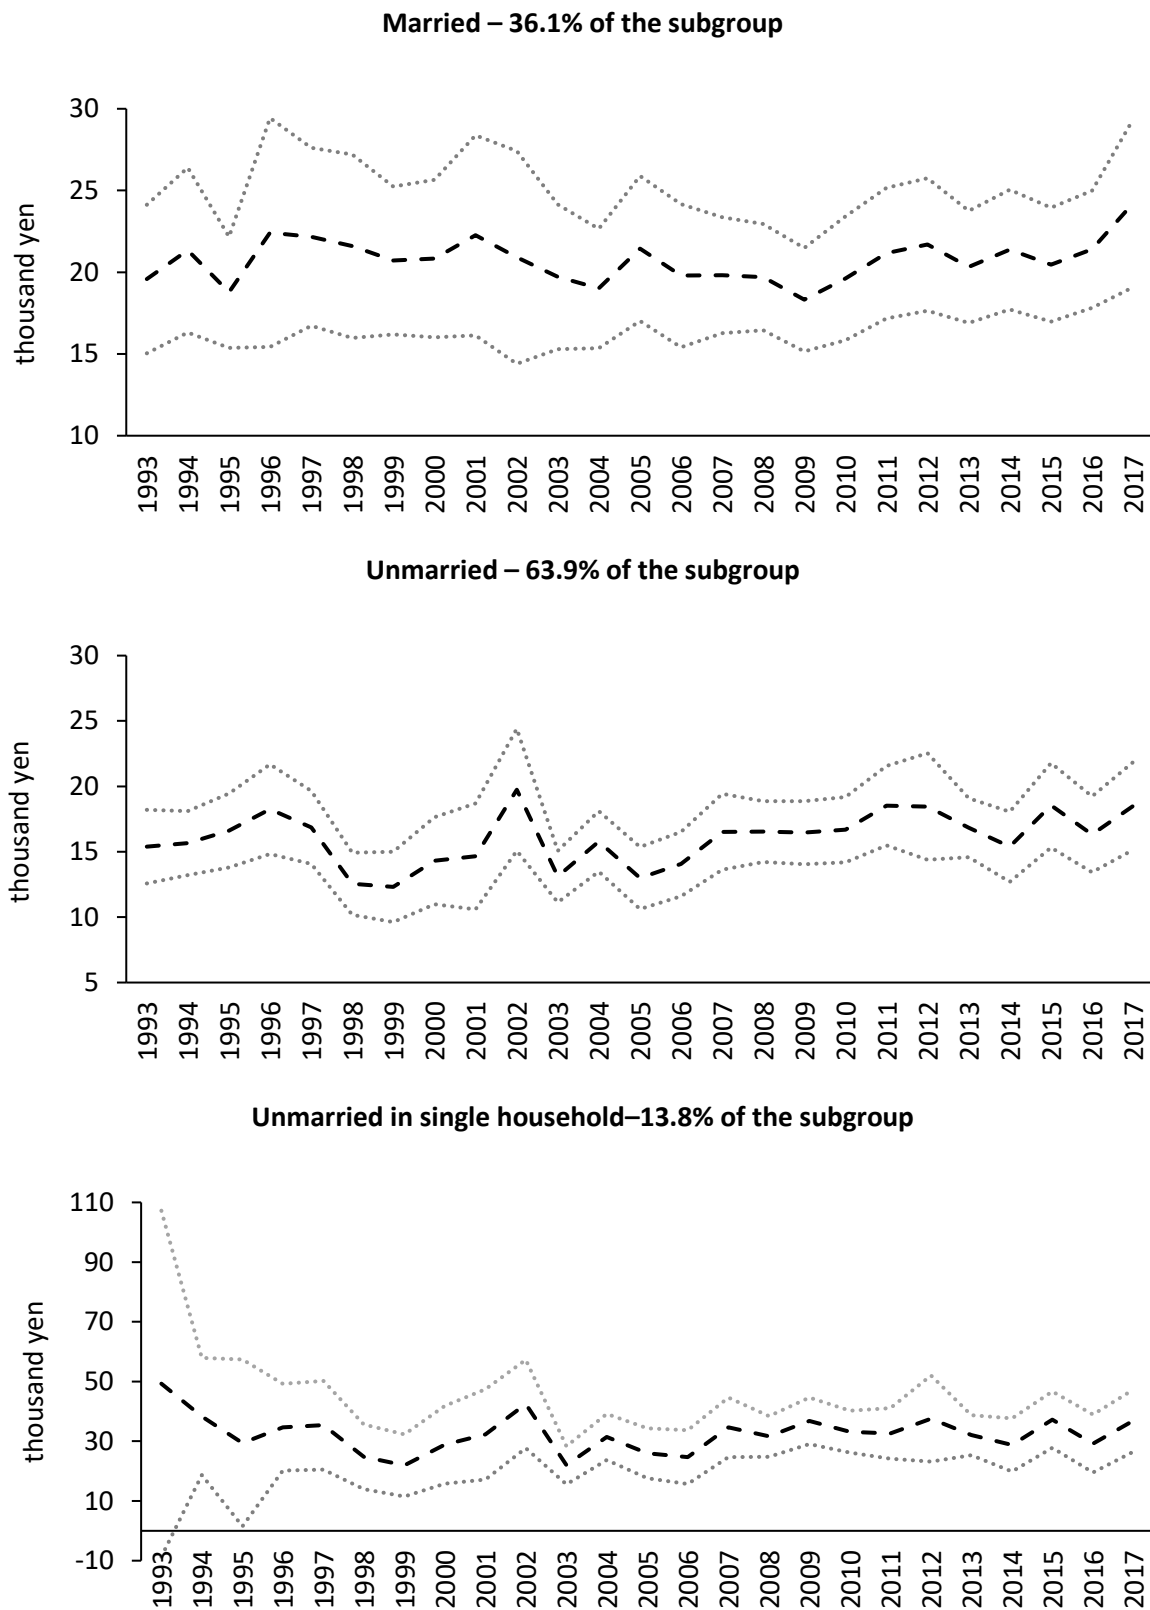 Married – 36.1% of the subgroup
30
25
20
15
10
thousand yen
1993 1994 1995 1996 1997 1998 1999 2000 2001 2002 2003 2004 2005 2006 2007 2008 2009 2010 2011 2012 2013 2014 2015 2016 2017
Unmarried – 63.9% of the subgroup
30
25
20
15
10
5
thousand yen
1993 1994 1995 1996 1997 1998 1999 2000 2001 2002 2003 2004 2005 2006 2007 2008 2009 2010 2011 2012 2013 2014 2015 2016 2017
Unmarried in single household–13.8% of the subgroup
110
90
70
50
30
10
-10
thousand yen
1993 1994 1995 1996 1997 1998 1999 2000 2001 2002 2003 2004 2005 2006 2007 2008 2009 2010 2011 2012 2013 2014 2015 2016 2017